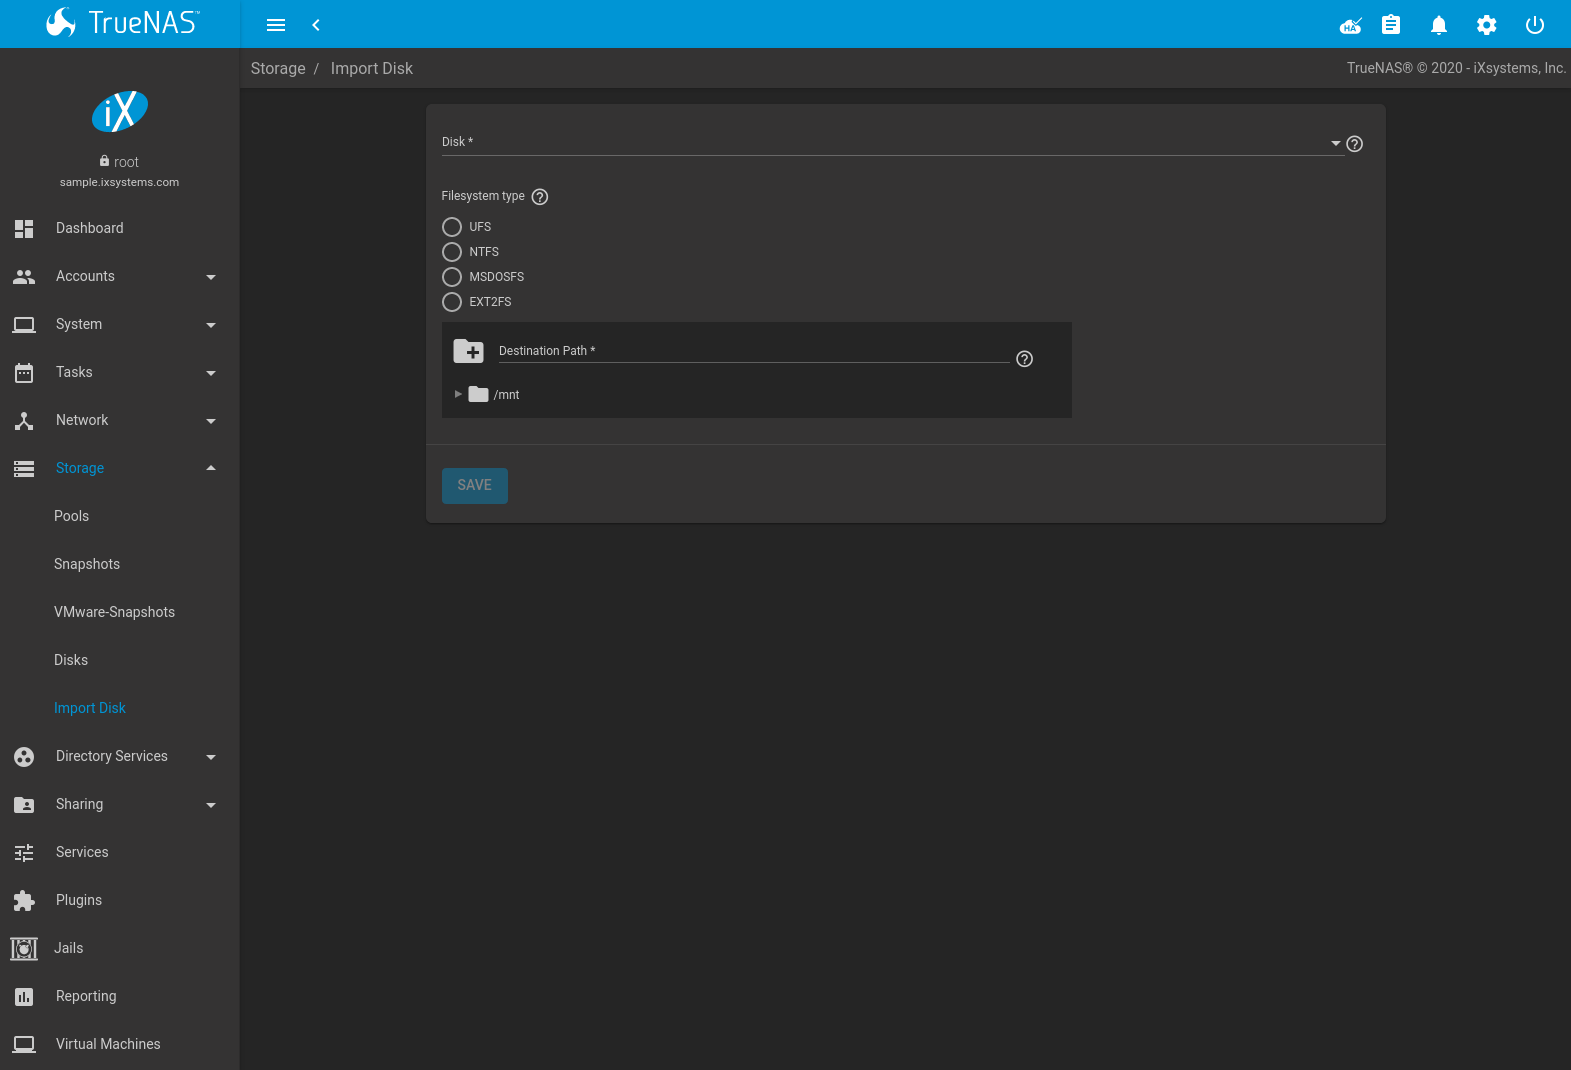 TrueNAS™
Storage / Import Disk
TrueNAS® © 2020 - iXsystems, Inc.
iX
root
sample.ixsystems.com
Dashboard
Accounts
System
Tasks
Network
Storage
Pools
Snapshots
VMware-Snapshots
Disks
Import Disk
Directory Services
Sharing
Services
Plugins
Jails
Reporting
Virtual Machines
HA
Disk *
Filesystem type
UFS
NTFS
MSDOSFS
EXT2FS
Destination Path *
/mnt
SAVE